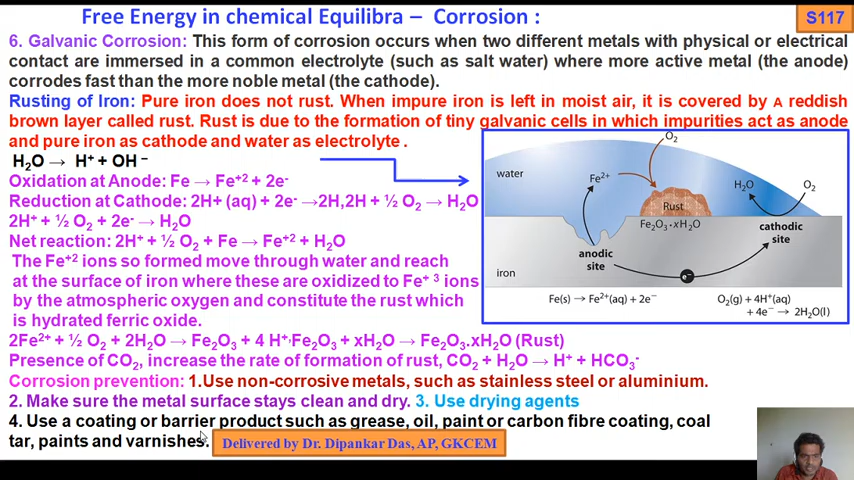 Free Energy in chemical Equilibra – Corrosion :
S117
6. Galvanic Corrosion: This form of corrosion occurs when two different metals with physical or electrical
contact are immersed in a common electrolyte (such as salt water) where more active metal (the anode)
corrodes fast than the more noble metal (the cathode).
Rusting of Iron: Pure iron does not rust. When impure iron is left in moist air, it is covered by A reddish
brown layer called rust. Rust is due to the formation of tiny galvanic cells in which impurities act as anode
and pure iron as cathode and water as electrolyte .
H₂O → H⁺ + OH ⁻
Oxidation at Anode: Fe → Fe⁺² + 2e⁻
Reduction at Cathode: 2H+ (aq) + 2e⁻ →2H,2H + ½ O₂ → H₂O
2H⁺ + ½ O₂ + 2e⁻ → H₂O
Net reaction: 2H⁺ + ½ O₂ + Fe → Fe⁺² + H₂O
The Fe⁺² ions so formed move through water and reach
at the surface of iron where these are oxidized to Fe⁺ ³ ions
by the atmospheric oxygen and constitute the rust which
is hydrated ferric oxide.
2Fe²⁺ + ½ O₂ + 2H₂O → Fe₂O₃ + 4 H⁺,Fe₂O₃ + xH₂O → Fe₂O₃.xH₂O (Rust)
Presence of CO₂, increase the rate of formation of rust, CO₂ + H₂O → H⁺ + HCO₃⁻
Corrosion prevention: 1.Use non-corrosive metals, such as stainless steel or aluminium.
2. Make sure the metal surface stays clean and dry. 3. Use drying agents
4. Use a coating or barrier product such as grease, oil, paint or carbon fibre coating, coal
tar, paints and varnishes.
Delivered by Dr. Dipankar Das, AP, GKCEM
O₂
water
Fe²⁺
H₂O
O₂
Rust
Fe₂O₃·xH₂O
cathodic
site
anodic
site
iron
e⁻
Fe(s) → Fe²⁺(aq) + 2e⁻
O₂(g) + 4H⁺(aq)
+ 4e⁻ → 2H₂O(l)